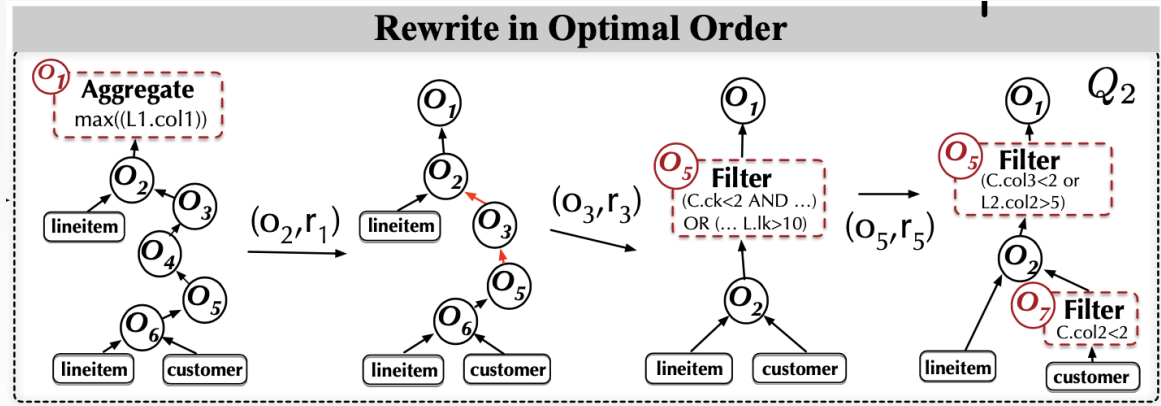 Rewrite in Optimal Order
O1
Aggregate
max((L1.col1))
O2
lineitem
O3
O4
O5
O6
lineitem
customer
(o2,r1)
O1
O2
lineitem
O3
O5
O6
lineitem
customer
(o3,r3)
O1
O5
Filter
(C.ck<2 AND ...)
OR (... L.lk>10)
O2
lineitem
customer
(o5,r5)
Q2
O1
O5
Filter
(C.col3<2 or
L2.col2>5)
O2
O7
Filter
C.col2<2
lineitem
customer